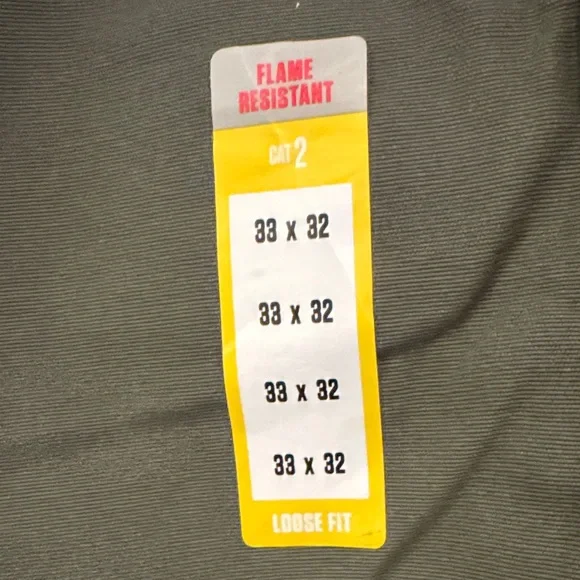 FLAME
RESISTANT
CAT 2
33 x 32
33 x 32
33 x 32
33 x 32
LOOSE FIT